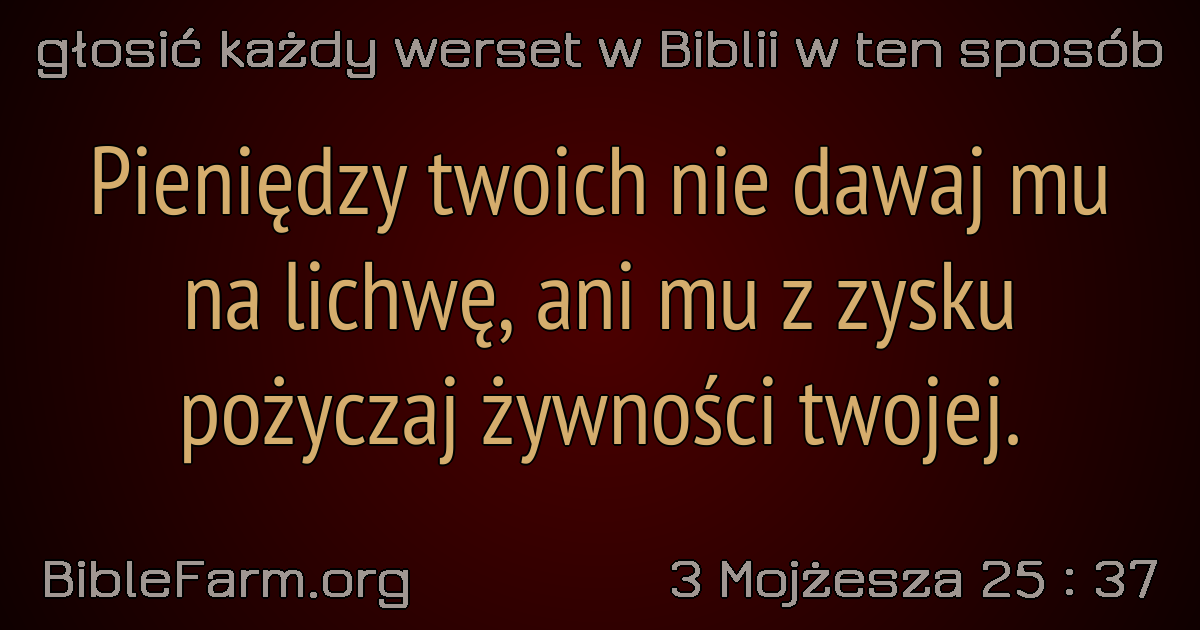 głosić każdy werset w Biblii w ten sposób
Pieniędzy twoich nie dawaj mu
na lichwę, ani mu z zysku
pożyczaj żywności twojej.
BibleFarm.org
3 Mojżesza 25 : 37